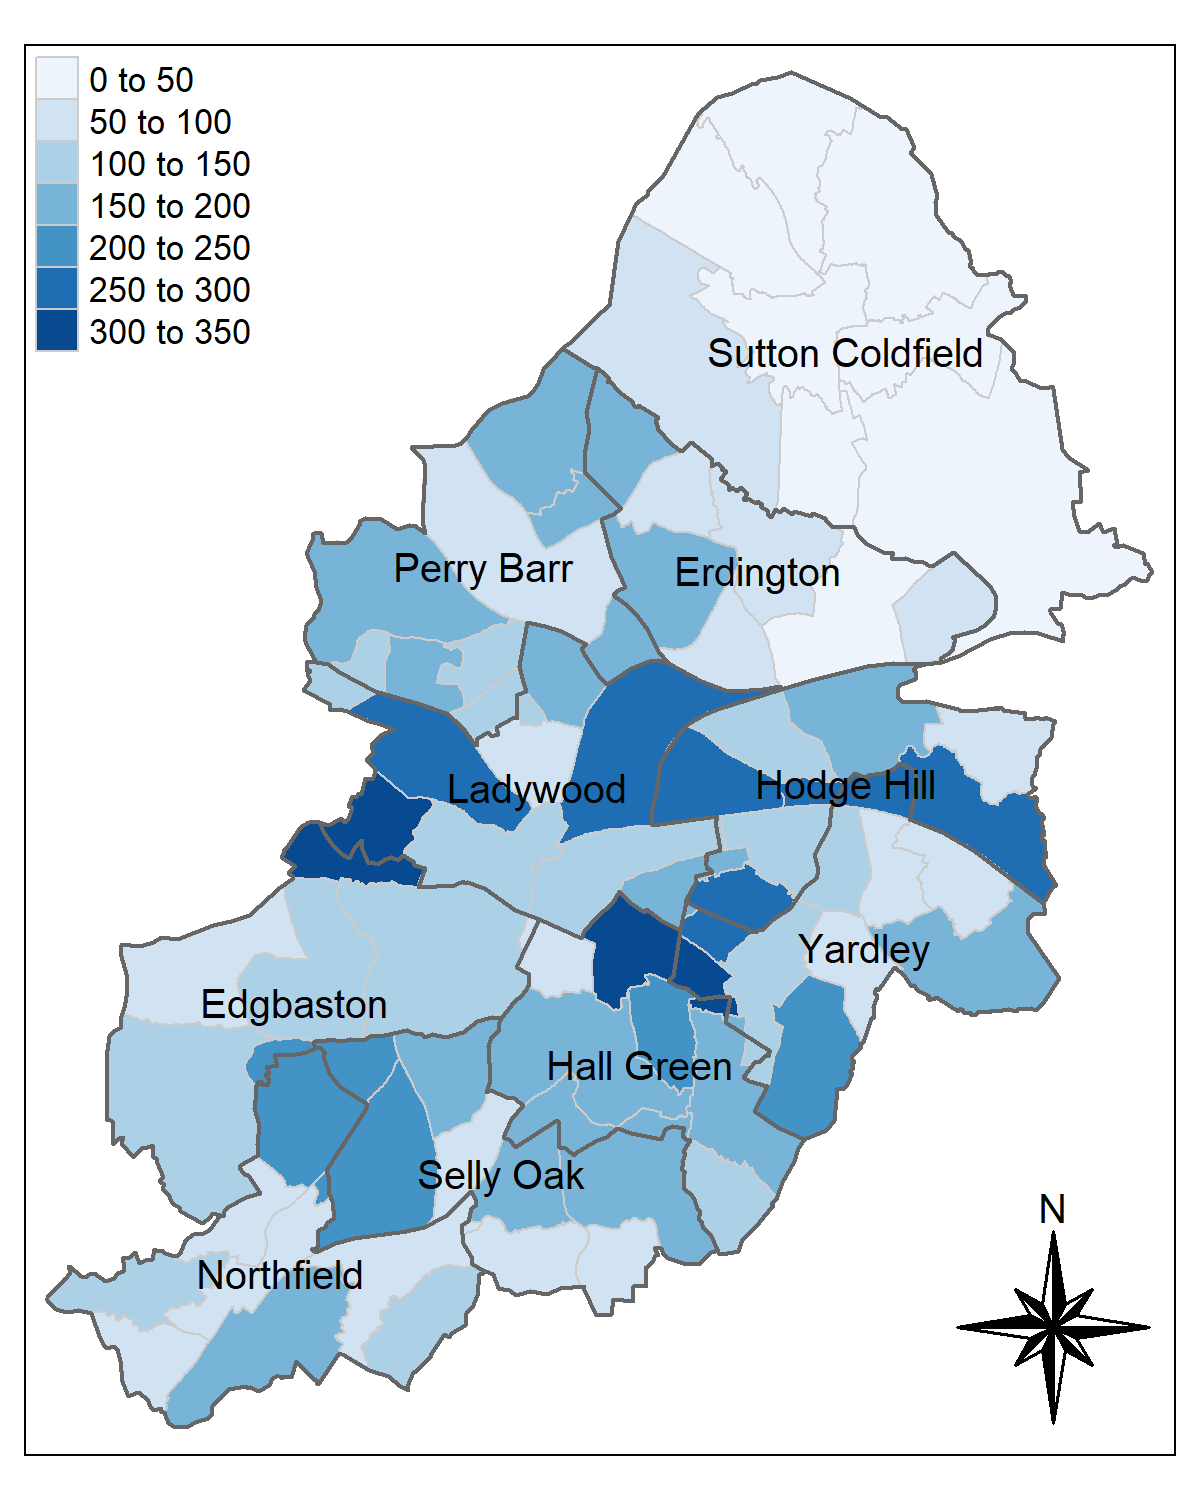 0 to 50
50 to 100
100 to 150
150 to 200
200 to 250
250 to 300
300 to 350
Sutton Coldfield
Perry Barr
Erdington
Ladywood
Hodge Hill
Yardley
Edgbaston
Hall Green
Selly Oak
N
Northfield